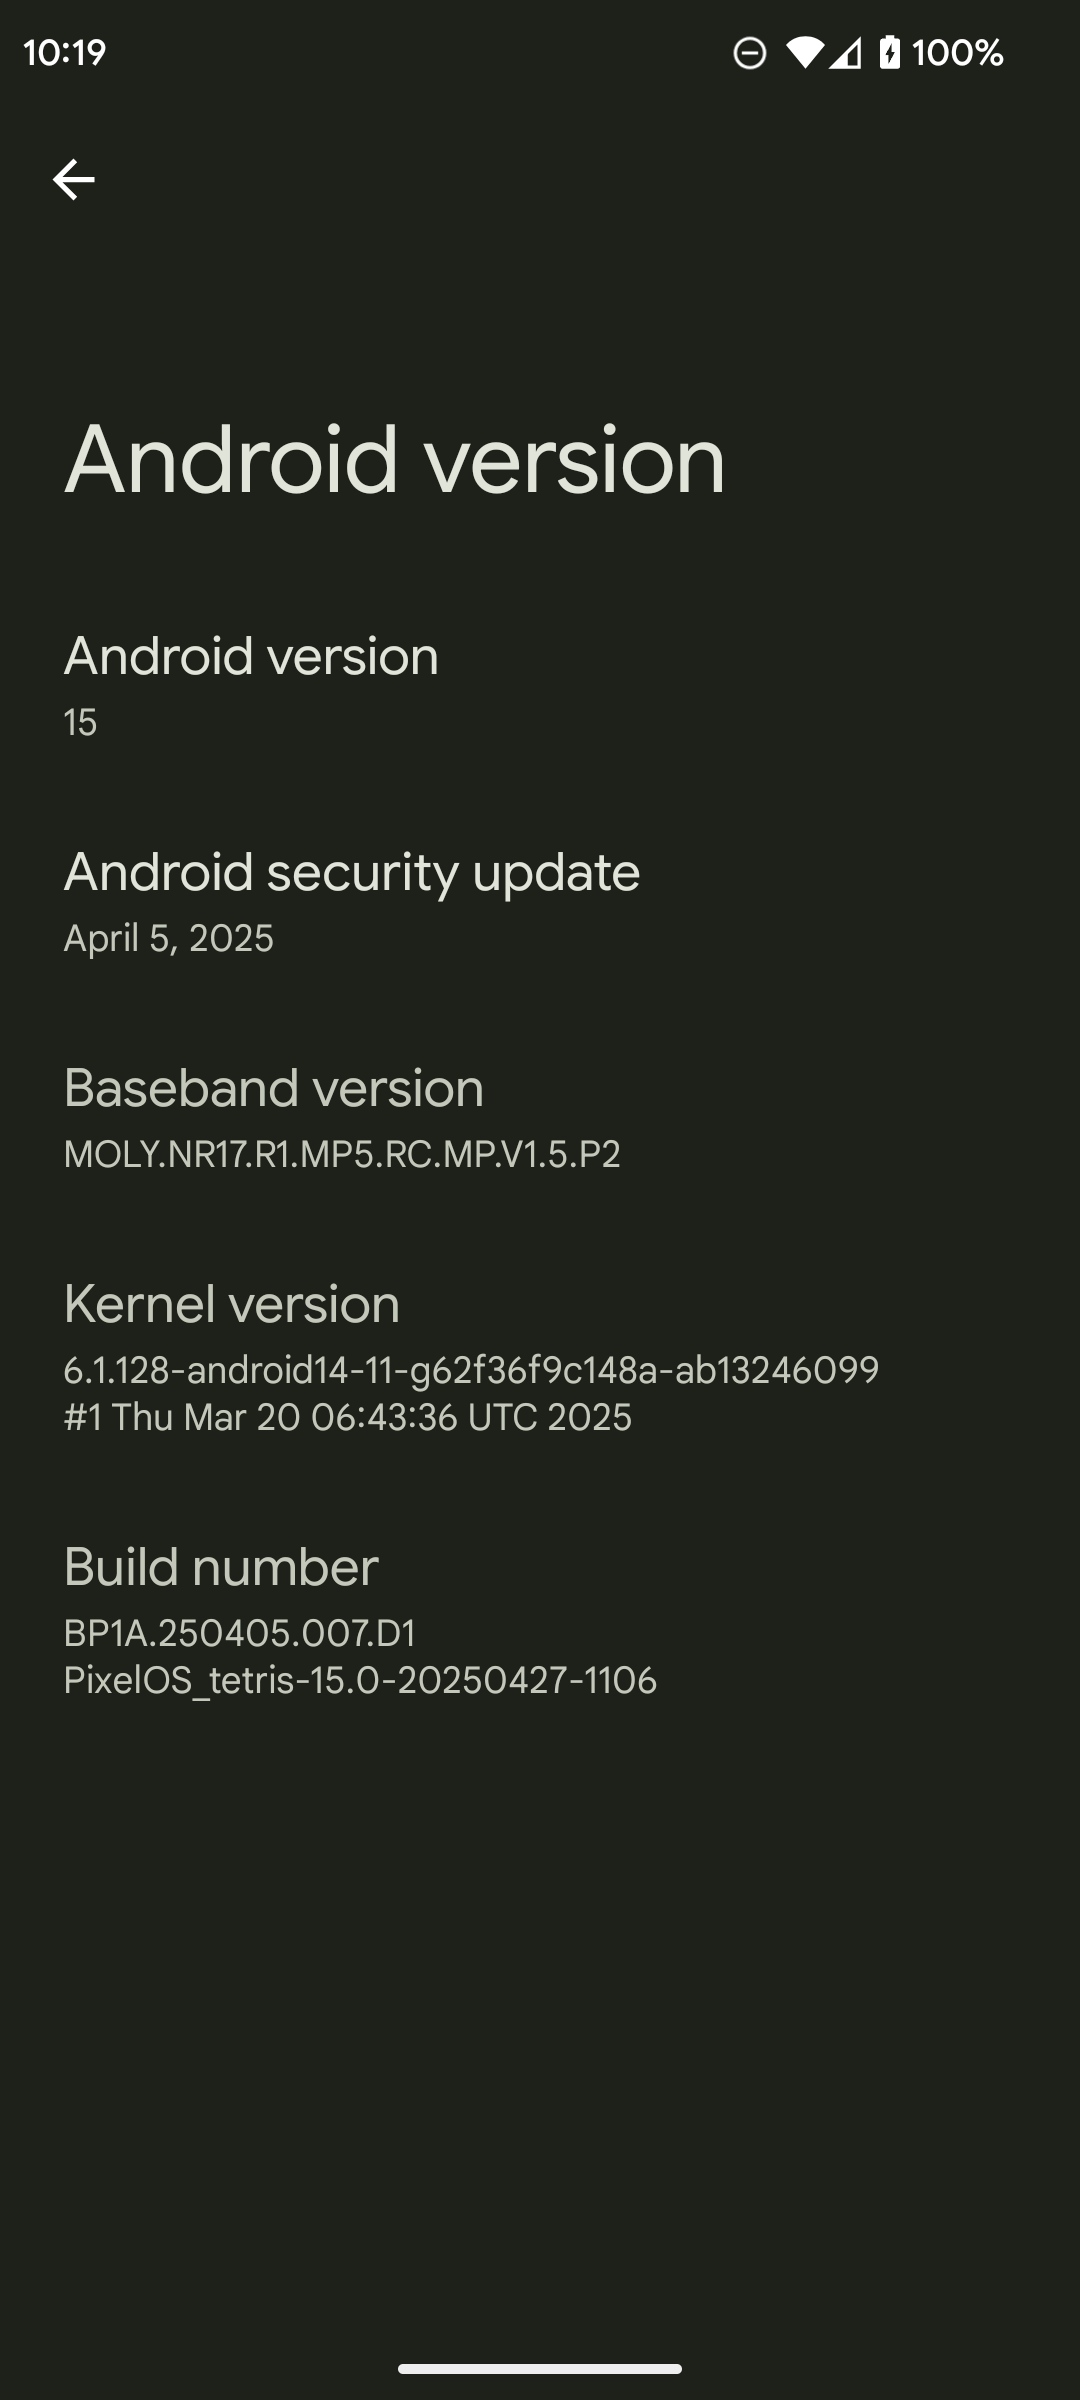 10:19
100%
Android version
Android version
15
Android security update
April 5, 2025
Baseband version
MOLY.NR17.R1.MP5.RC.MP.V1.5.P2
Kernel version
6.1.128-android14-11-g62f36f9c148a-ab13246099
#1 Thu Mar 20 06:43:36 UTC 2025
Build number
BP1A.250405.007.D1
PixelOS_tetris-15.0-20250427-1106